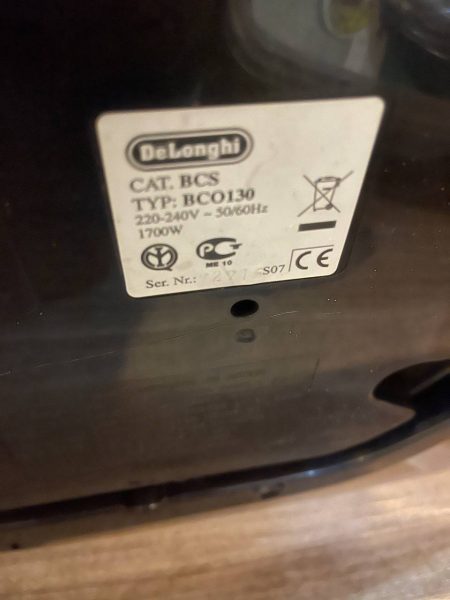 DeLonghi
CAT. BCS
TYP: BCO130
220-240V ~ 50/60Hz
1700W
ME 10
Ser. Nr.: S07 CE